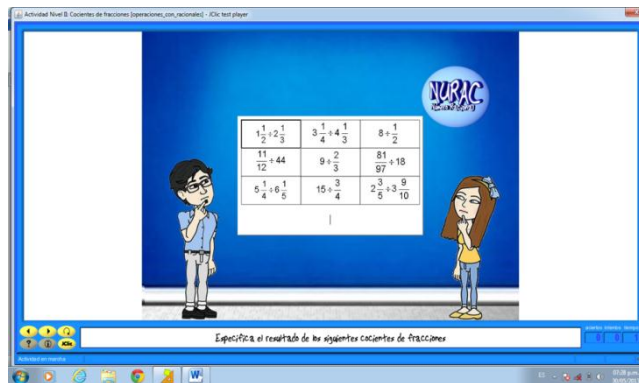 Actividad Nivel B: Cocientes de fracciones [operaciones_con_racionales] - JClic test player
NURAC
1 1/2 ÷ 2 1/3
3 1/4 ÷ 4 1/3
8 ÷ 1/2
11/12 ÷ 44
9 ÷ 2/3
81/97 ÷ 18
5 1/4 ÷ 6 1/5
15 ÷ 3/4
2 3/5 ÷ 3 9/10
Especifica el resultado de los siguientes cocientes de fracciones
JClic
Actividad en marcha
ES